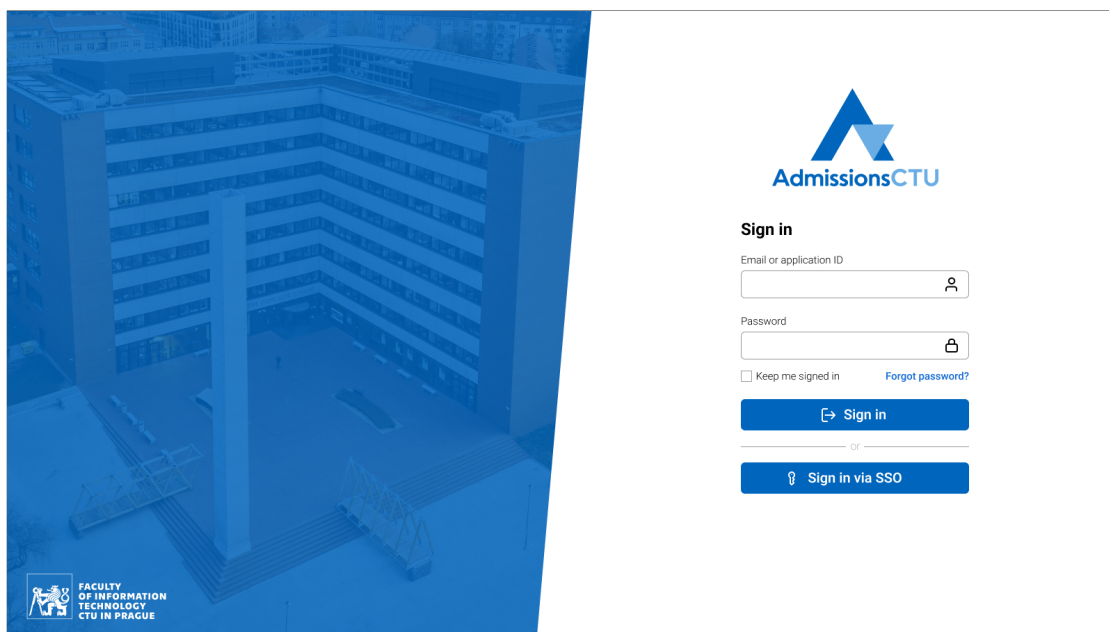 AdmissionsCTU
Sign in
Email or application ID
Password
Keep me signed in
Forgot password?
Sign in
or
Sign in via SSO
FACULTY
OF INFORMATION
TECHNOLOGY
CTU IN PRAGUE